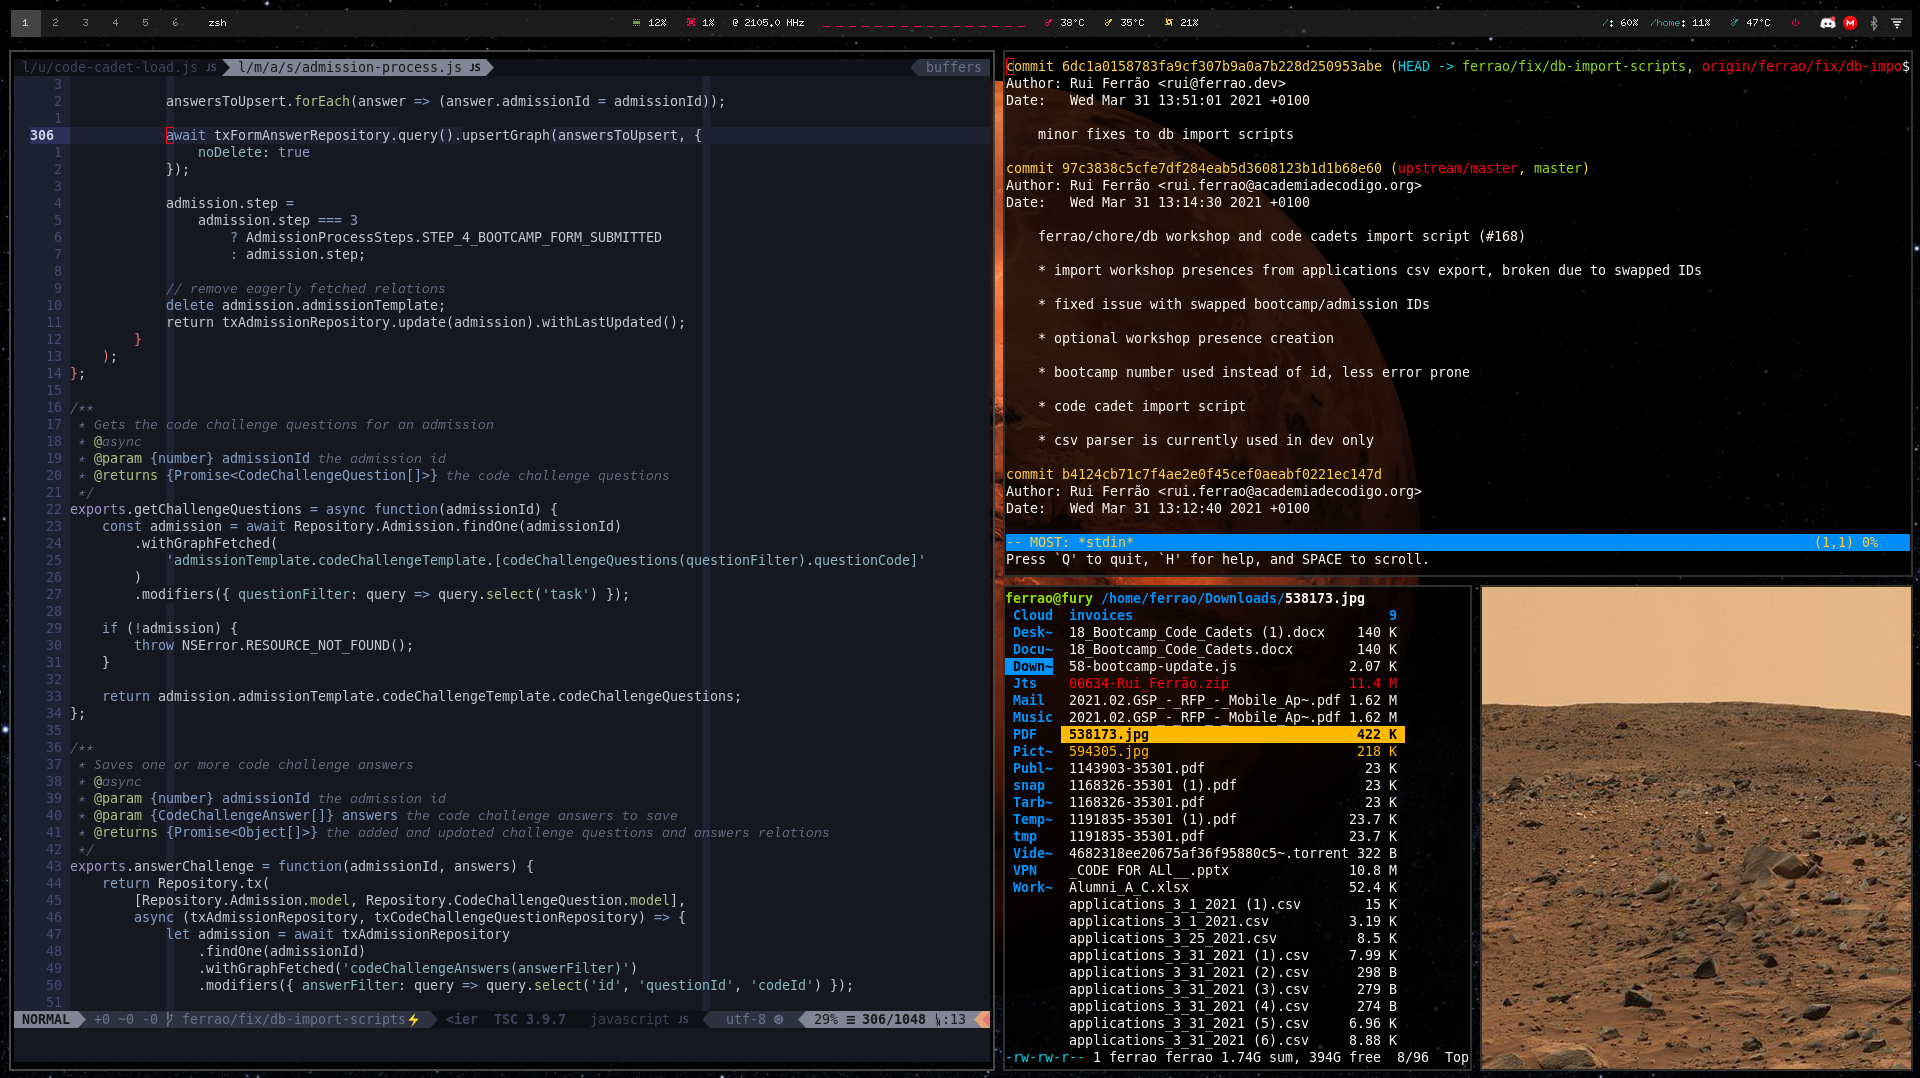 1 2 3 4 5 6 zsh 12% 1% @ 2105.0 MHz 38°C 35°C 21% /: 60% /home: 11% 47°C
l/u/code-cadet-load.js JS l/m/a/s/admission-process.js JS buffers
3
2 answersToUpsert.forEach(answer => (answer.admissionId = admissionId));
1
306 await txFormAnswerRepository.query().upsertGraph(answersToUpsert, {
1 noDelete: true
2 });
3
4 admission.step =
5 admission.step === 3
6 ? AdmissionProcessSteps.STEP_4_BOOTCAMP_FORM_SUBMITTED
7 : admission.step;
8
9 // remove eagerly fetched relations
10 delete admission.admissionTemplate;
11 return txAdmissionRepository.update(admission).withLastUpdated();
12 }
13 );
14 };
15
16 /**
17 * Gets the code challenge questions for an admission
18 * @async
19 * @param {number} admissionId the admission id
20 * @returns {Promise<CodeChallengeQuestion[]>} the code challenge questions
21 */
22 exports.getChallengeQuestions = async function(admissionId) {
23 const admission = await Repository.Admission.findOne(admissionId)
24 .withGraphFetched(
25 'admissionTemplate.codeChallengeTemplate.[codeChallengeQuestions(questionFilter).questionCode]'
26 )
27 .modifiers({ questionFilter: query => query.select('task') });
28
29 if (!admission) {
30 throw NSError.RESOURCE_NOT_FOUND();
31 }
32
33 return admission.admissionTemplate.codeChallengeTemplate.codeChallengeQuestions;
34 };
35
36 /**
37 * Saves one or more code challenge answers
38 * @async
39 * @param {number} admissionId the admission id
40 * @param {CodeChallengeAnswer[]} answers the code challenge answers to save
41 * @returns {Promise<Object[]>} the added and updated challenge questions and answers relations
42 */
43 exports.answerChallenge = function(admissionId, answers) {
44 return Repository.tx(
45 [Repository.Admission.model, Repository.CodeChallengeQuestion.model],
46 async (txAdmissionRepository, txCodeChallengeQuestionRepository) => {
47 let admission = await txAdmissionRepository
48 .findOne(admissionId)
49 .withGraphFetched('codeChallengeAnswers(answerFilter)')
50 .modifiers({ answerFilter: query => query.select('id', 'questionId', 'codeId') });
51
NORMAL +0 ~0 -0 ferrao/fix/db-import-scripts⚡ <ier TSC 3.9.7 javascript JS utf-8 29% ≡ 306/1048 :13
commit 6dc1a0158783fa9cf307b9a0a7b228d250953abe (HEAD -> ferrao/fix/db-import-scripts, origin/ferrao/fix/db-impo$
Author: Rui Ferrão <rui@ferrao.dev>
Date: Wed Mar 31 13:51:01 2021 +0100
minor fixes to db import scripts
commit 97c3838c5cfe7df284eab5d3608123b1d1b68e60 (upstream/master, master)
Author: Rui Ferrão <rui.ferrao@academiadecodigo.org>
Date: Wed Mar 31 13:14:30 2021 +0100
ferrao/chore/db workshop and code cadets import script (#168)
* import workshop presences from applications csv export, broken due to swapped IDs
* fixed issue with swapped bootcamp/admission IDs
* optional workshop presence creation
* bootcamp number used instead of id, less error prone
* code cadet import script
* csv parser is currently used in dev only
commit b4124cb71c7f4ae2e0f45cef0aeabf0221ec147d
Author: Rui Ferrão <rui.ferrao@academiadecodigo.org>
Date: Wed Mar 31 13:12:40 2021 +0100
-- MOST: *stdin* (1,1) 0%
Press `Q' to quit, `H' for help, and SPACE to scroll.
ferrao@fury /home/ferrao/Downloads/538173.jpg
Cloud invoices 9
Desk~ 18_Bootcamp_Code_Cadets (1).docx 140 K
Docu~ 18_Bootcamp_Code_Cadets.docx 140 K
Down~ 58-bootcamp-update.js 2.07 K
Jts 00634-Rui_Ferrão.zip 11.4 M
Mail 2021.02.GSP_-_RFP_-_Mobile_Ap~.pdf 1.62 M
Music 2021.02.GSP_-_RFP_-_Mobile_Ap~.pdf 1.62 M
PDF 538173.jpg 422 K
Pict~ 594305.jpg 218 K
Publ~ 1143903-35301.pdf 23 K
snap 1168326-35301 (1).pdf 23 K
Tarb~ 1168326-35301.pdf 23 K
Temp~ 1191835-35301 (1).pdf 23.7 K
tmp 1191835-35301.pdf 23.7 K
Vide~ 4682318ee20675af36f95880c5~.torrent 322 B
VPN _CODE FOR ALl__.pptx 10.8 M
Work~ Alumni_A_C.xlsx 52.4 K
applications_3_1_2021 (1).csv 15 K
applications_3_1_2021.csv 3.19 K
applications_3_25_2021.csv 8.5 K
applications_3_31_2021 (1).csv 7.99 K
applications_3_31_2021 (2).csv 298 B
applications_3_31_2021 (3).csv 279 B
applications_3_31_2021 (4).csv 274 B
applications_3_31_2021 (5).csv 6.96 K
applications_3_31_2021 (6).csv 8.88 K
-rw-rw-r-- 1 ferrao ferrao 1.74G sum, 394G free 8/96 Top